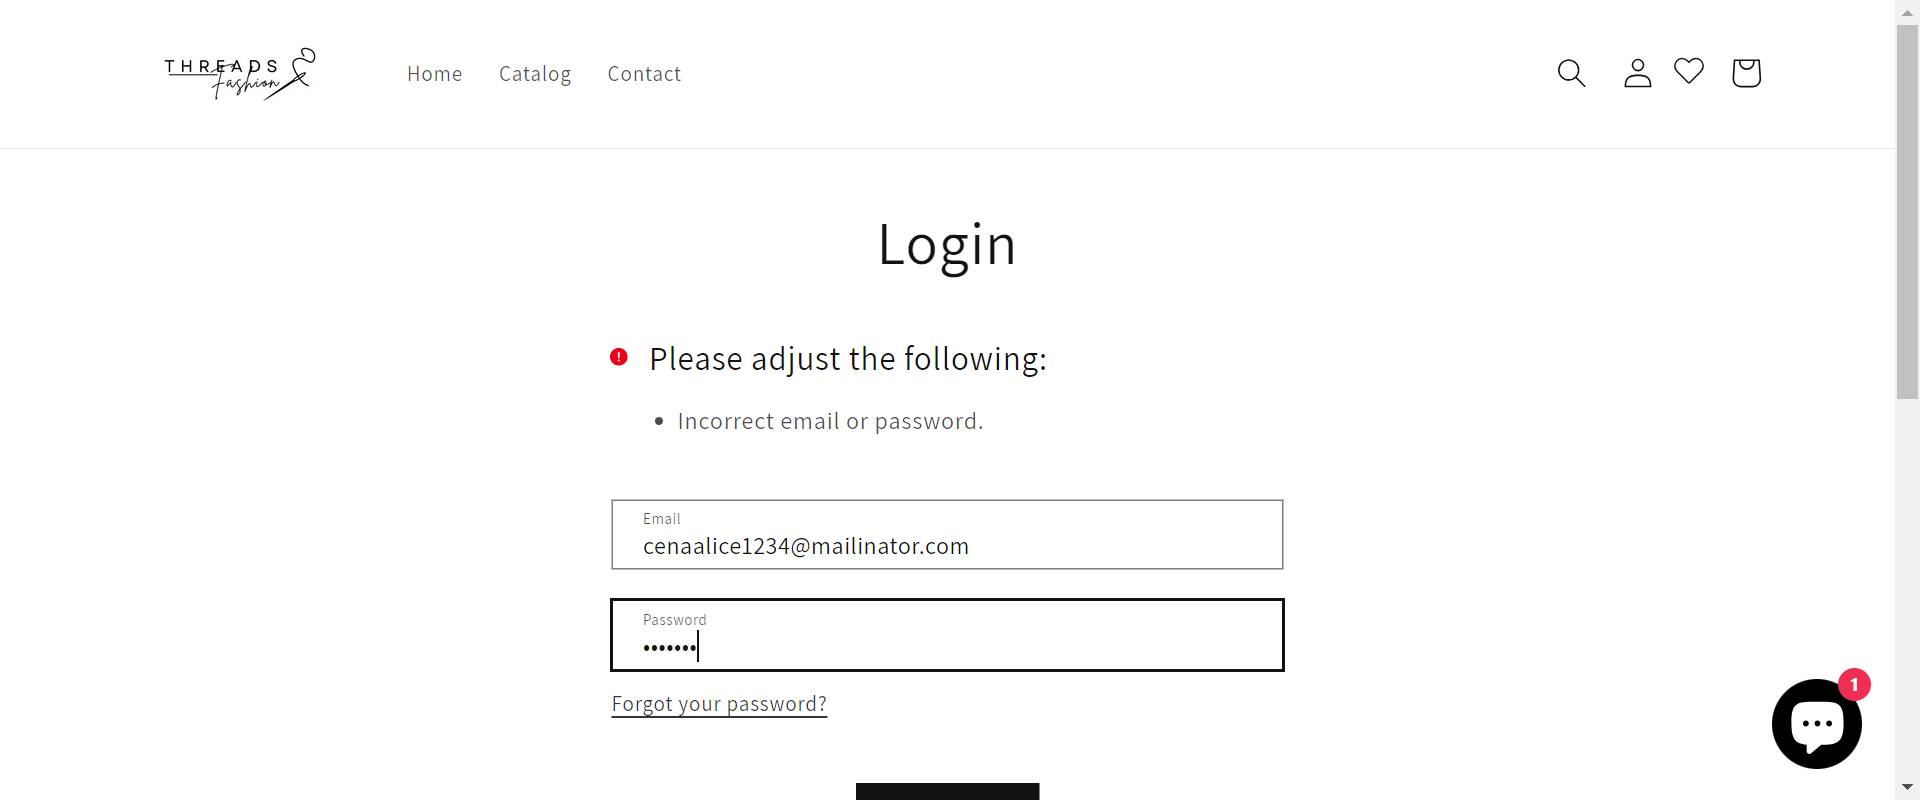 THREADS
Fashion
Home Catalog Contact
Login
Please adjust the following:
• Incorrect email or password.
Email
cenaalice1234@mailinator.com
Password
•••••••
Forgot your password?
1